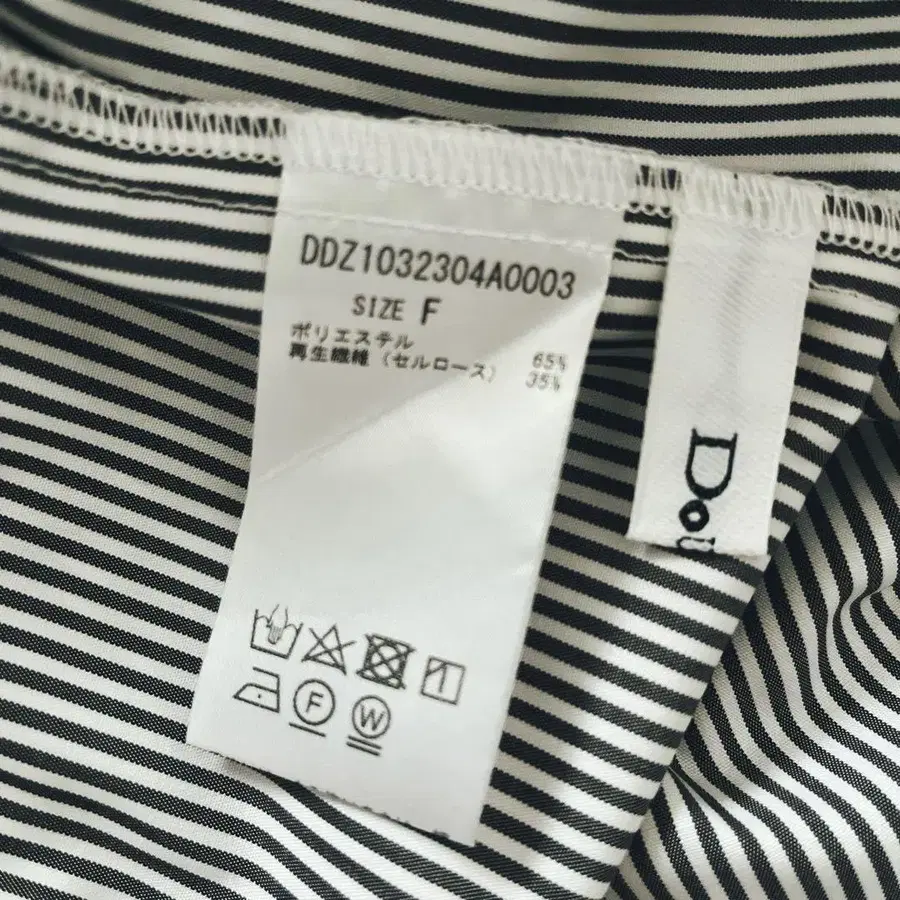 DDZ1032304A0003
SIZE F
ポリエステル 65%
再生繊維（セルロース） 35%
F
W
Dou